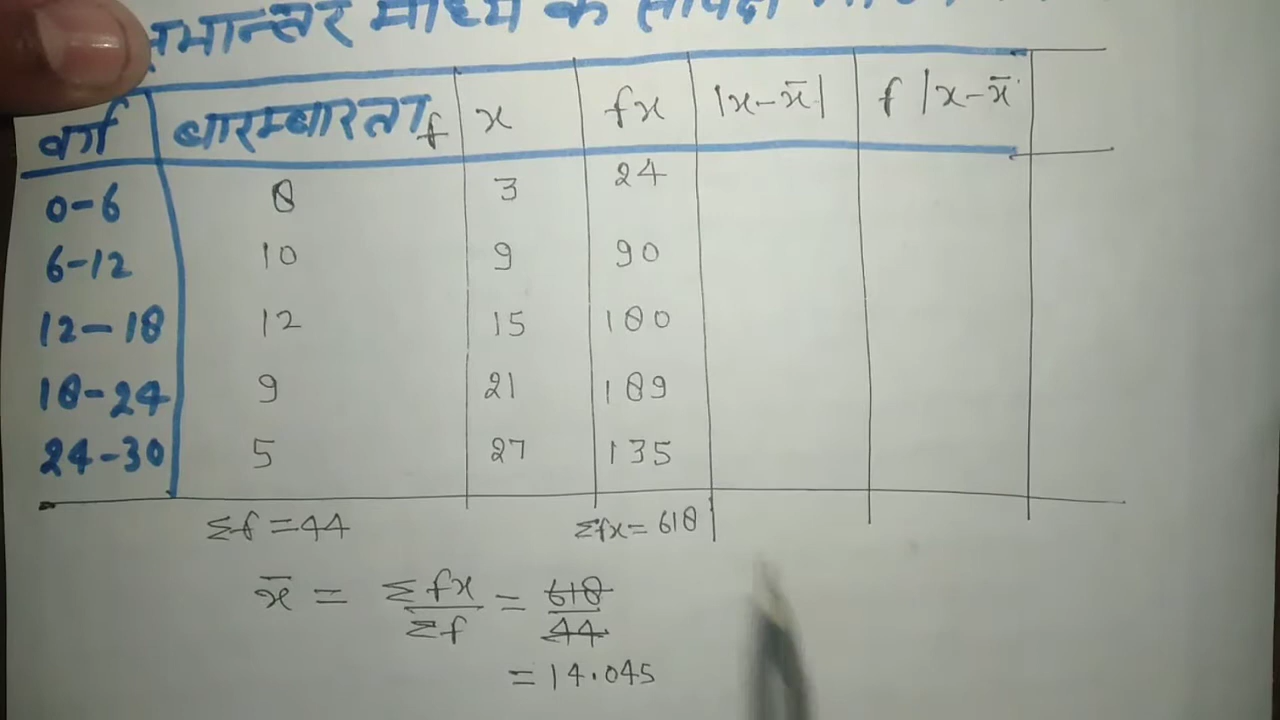 समान्तर माध्य के सापेक्ष
वर्ग बारम्बारता f x fx |x-x̄| f|x-x̄
0-6 8 3 24
6-12 10 9 90
12-18 12 15 180
18-24 9 21 189
24-30 5 27 135
Σf=44 Σfx=618
x̄ = Σfx/Σf = 618/44
=14.045